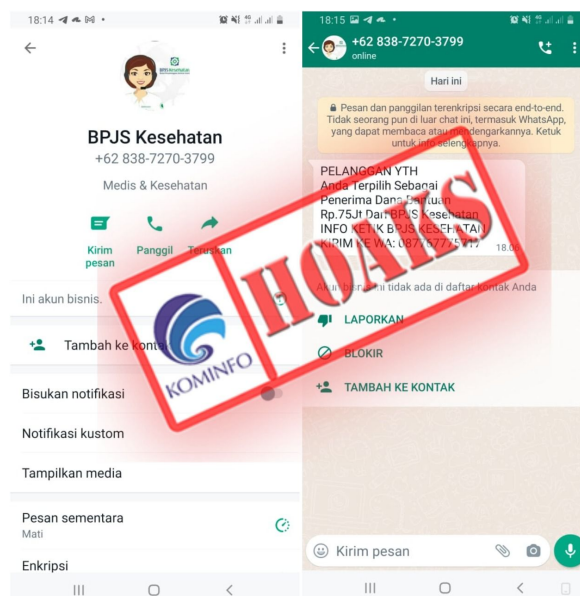 18:14
BPJS Kesehatan
+62 838-7270-3799
Medis & Kesehatan
Kirim pesan
Panggil
Teruskan
Ini akun bisnis.
Tambah ke kontak
Bisukan notifikasi
Notifikasi kustom
Tampilkan media
Pesan sementara
Mati
Enkripsi
18:15
+62 838-7270-3799
online
Hari ini
Pesan dan panggilan terenkripsi secara end-to-end.
Tidak seorang pun di luar chat ini, termasuk WhatsApp,
yang dapat membaca atau mendengarkannya. Ketuk
untuk info selengkapnya.
PELANGGAN YTH
Anda Terpilih Sebagai
Penerima Dana Bantuan
Rp.75Jt Dari BPJS Kesehatan
INFO KETIK BPJS KESEHATAN
KIRIM KE WA:
18.06
Akun bisnis ini tidak ada di daftar kontak Anda
LAPORKAN
BLOKIR
TAMBAH KE KONTAK
Kirim pesan
KOMINFO
HOAKS